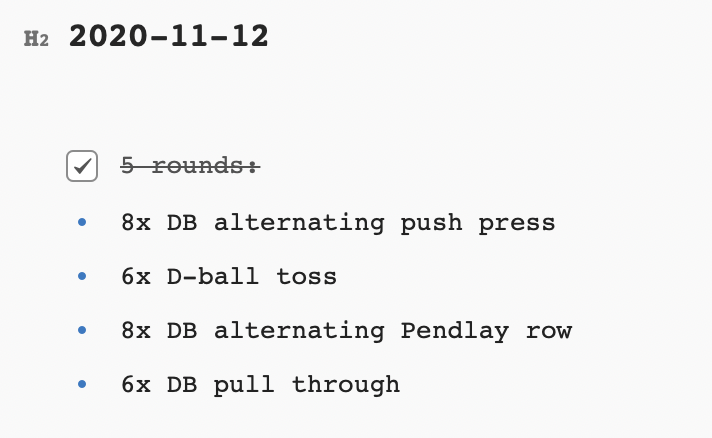 H2 2020-11-12
5 rounds:
8x DB alternating push press
6x D-ball toss
8x DB alternating Pendlay row
6x DB pull through